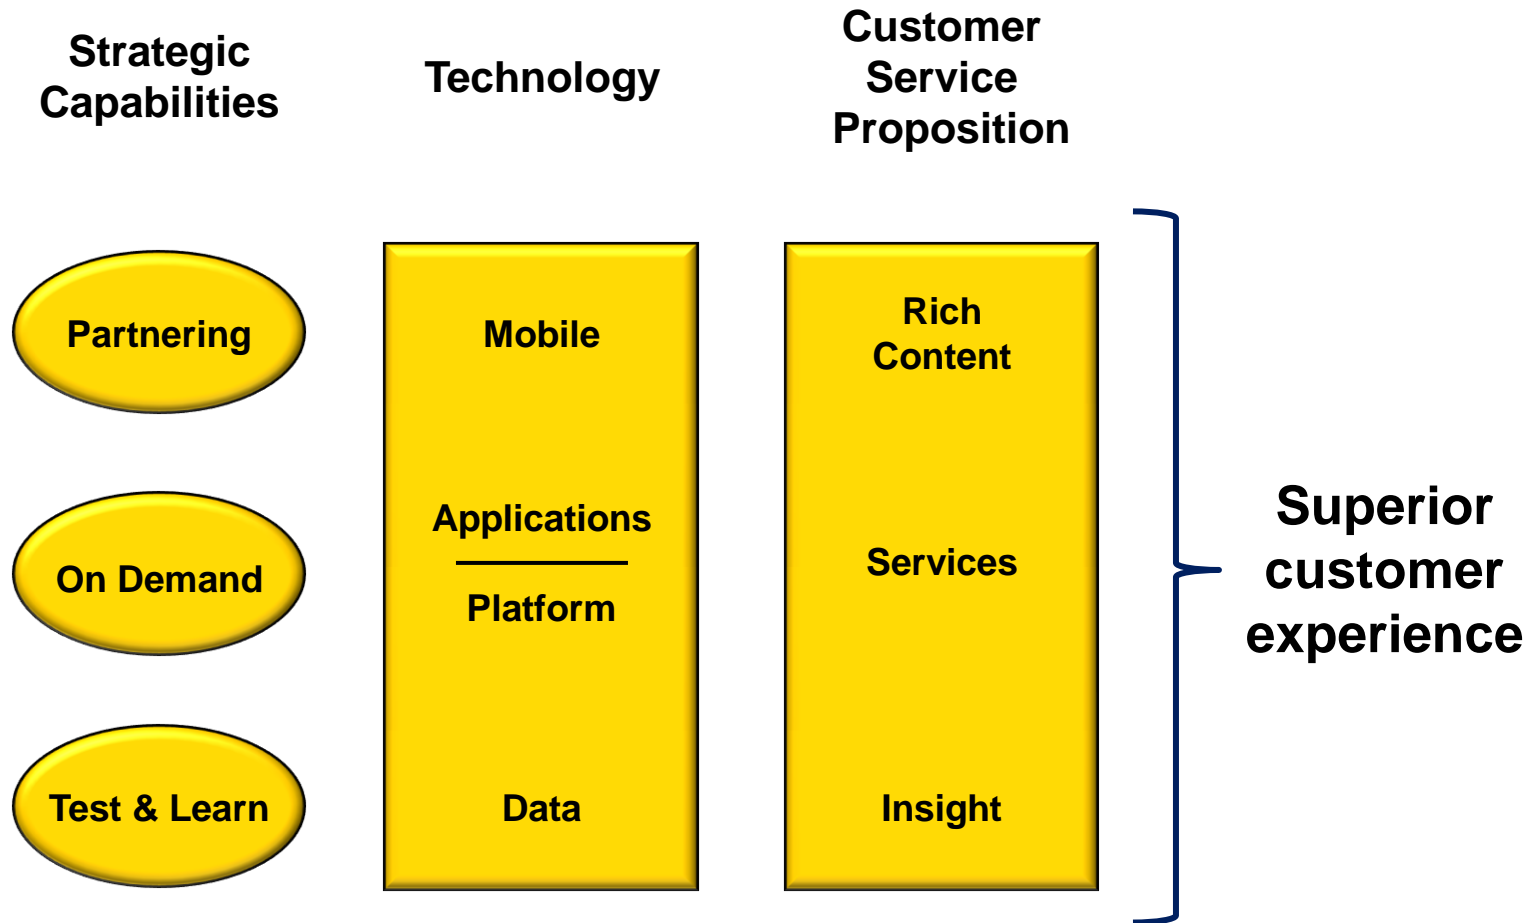 Strategic
Capabilities
Technology
Customer
Service
Proposition
Partnering
Mobile
Rich
Content
On Demand
Applications
Platform
Services
Test & Learn
Data
Insight
Superior
customer
experience